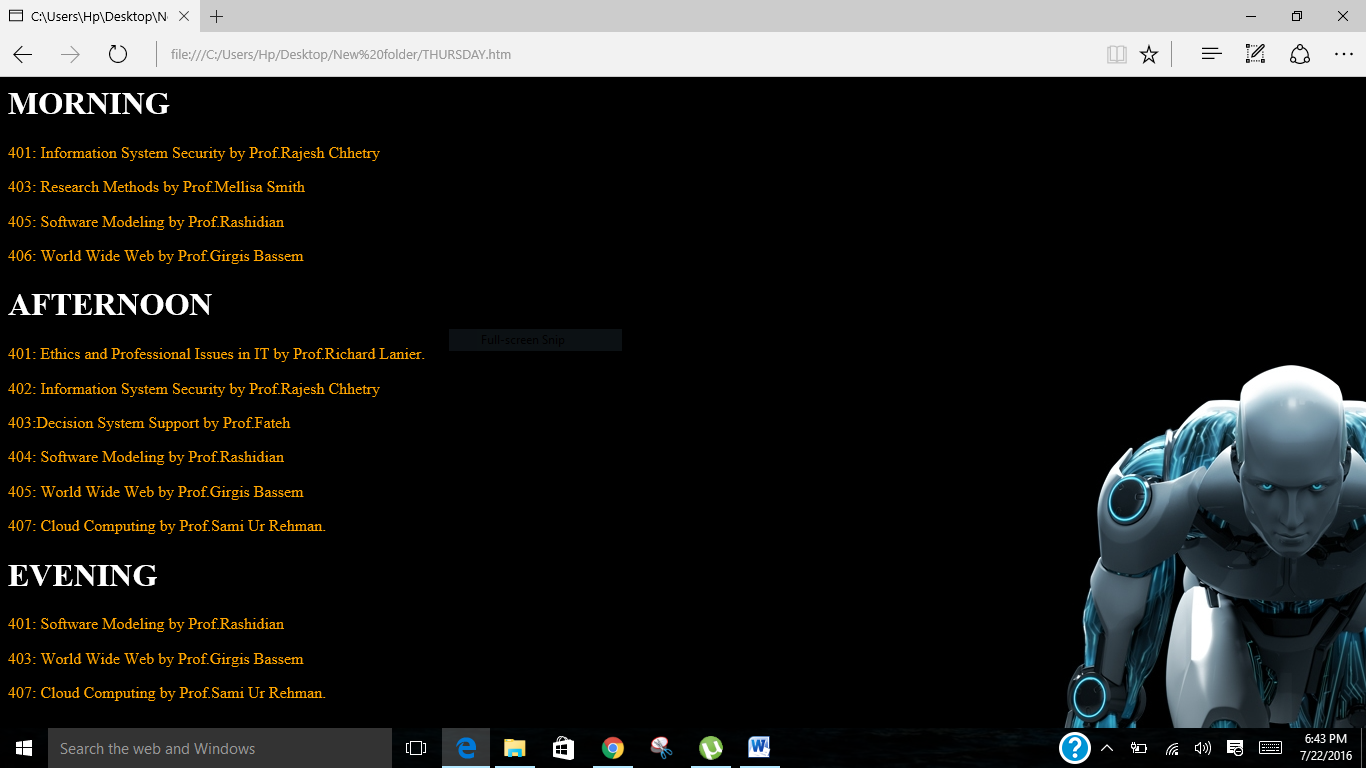 C:\Users\Hp\Desktop\N
file:///C:/Users/Hp/Desktop/New%20folder/THURSDAY.htm
MORNING
401: Information System Security by Prof.Rajesh Chhetry
403: Research Methods by Prof.Mellisa Smith
405: Software Modeling by Prof.Rashidian
406: World Wide Web by Prof.Girgis Bassem
AFTERNOON
Full-screen Snip
401: Ethics and Professional Issues in IT by Prof.Richard Lanier.
402: Information System Security by Prof.Rajesh Chhetry
403:Decision System Support by Prof.Fateh
404: Software Modeling by Prof.Rashidian
405: World Wide Web by Prof.Girgis Bassem
407: Cloud Computing by Prof.Sami Ur Rehman.
EVENING
401: Software Modeling by Prof.Rashidian
403: World Wide Web by Prof.Girgis Bassem
407: Cloud Computing by Prof.Sami Ur Rehman.
Search the web and Windows
6:43 PM
7/22/2016